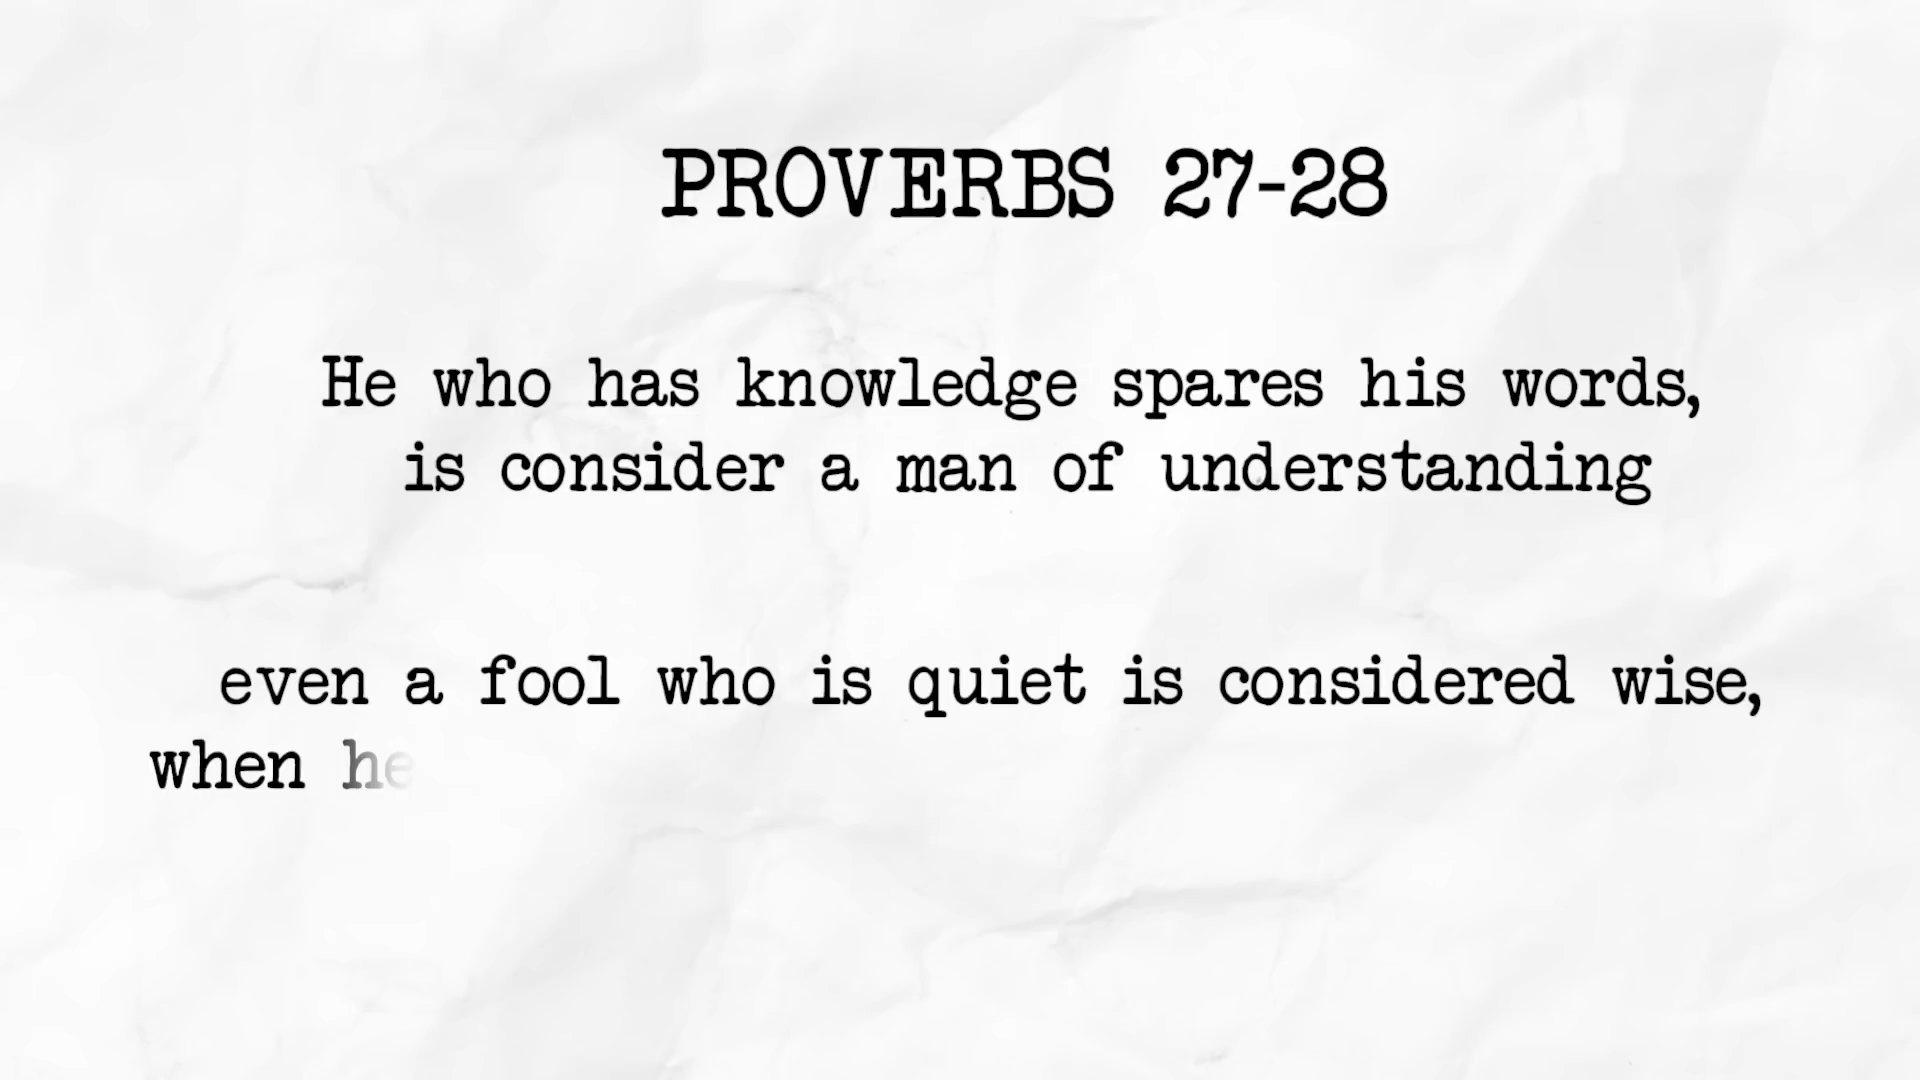 PROVERBS 27-28
He who has knowledge spares his words,
is consider a man of understanding
even a fool who is quiet is considered wise,
when he